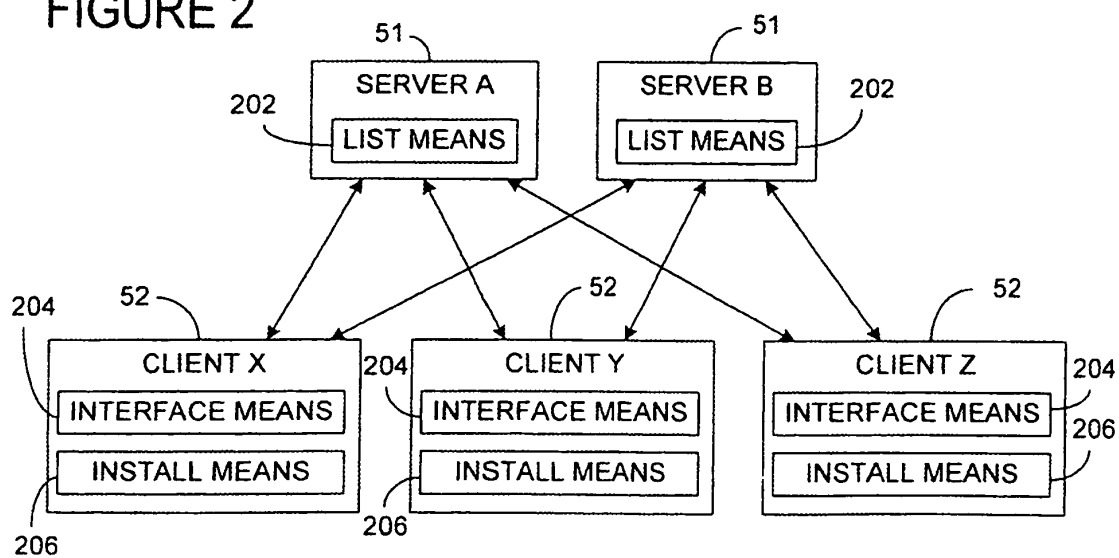 FIGURE 2
51 51
SERVER A SERVER B
202 LIST MEANS LIST MEANS 202
52 52 52
204 CLIENT X 204 CLIENT Y CLIENT Z 204
INTERFACE MEANS INTERFACE MEANS INTERFACE MEANS
INSTALL MEANS INSTALL MEANS INSTALL MEANS 206
206 206